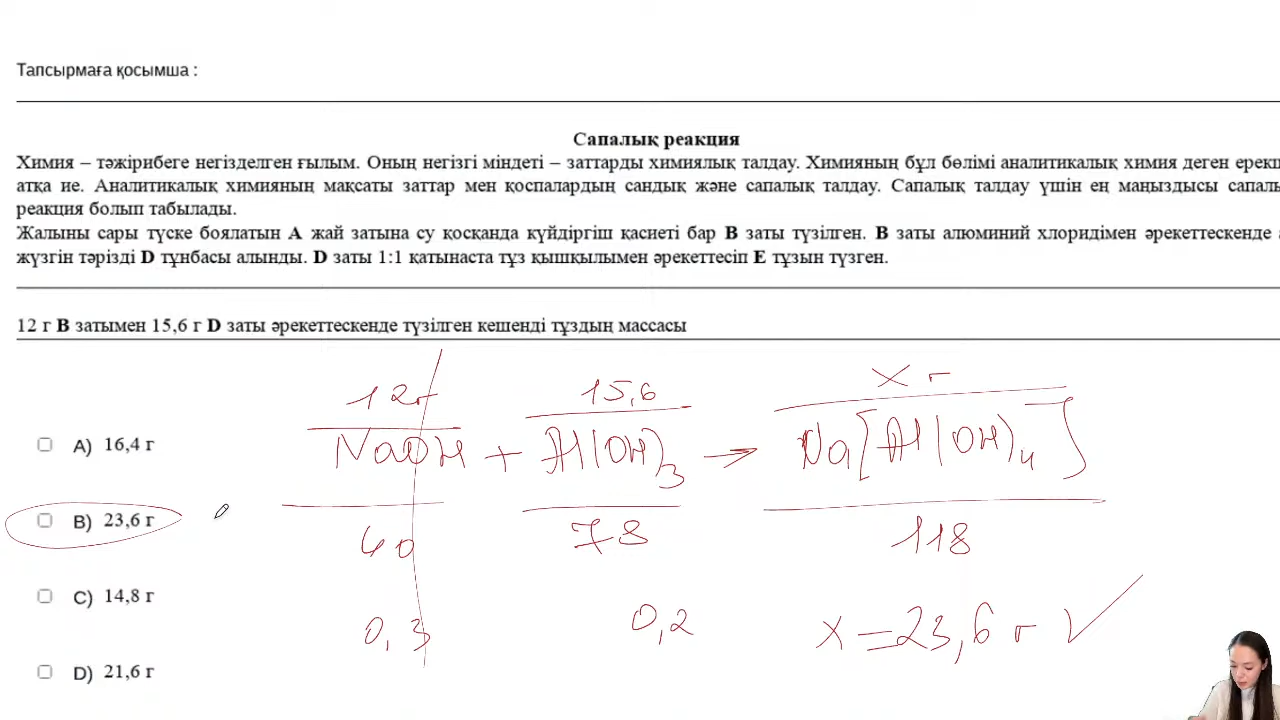 Тапсырмаға қосымша :
Сапалық реакция
Химия – тәжірибеге негізделген ғылым. Оның негізгі міндеті – заттарды химиялық талдау. Химияның бұл бөлімі аналитикалық химия деген ерекш
атқа ие. Аналитикалық химияның мақсаты заттар мен қоспалардың сандық және сапалық талдау. Сапалық талдау үшін ең маңыздысы сапалы
реакция болып табылады.
Жалыны сары түске боялатын А жай затына су қосқанда күйдіргіш қасиеті бар В заты түзілген. В заты алюминий хлоридімен әрекеттескенде
жүзгін тәрізді D тұнбасы алынды. D заты 1:1 қатынаста тұз қышқылымен әрекеттесіп Е тұзын түзген.
12 г В затымен 15,6 г D заты әрекеттескенде түзілген кешенді тұздың массасы
12г 15,6 X г
NaOH + Al(OH)3 → Na[Al(OH)4]
40 78 118
0,3 0,2 x = 23,6 г
A) 16,4 г
B) 23,6 г
C) 14,8 г
D) 21,6 г